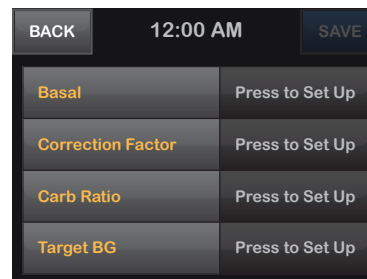 BACK 12:00 AM SAVE
Basal Press to Set Up
Correction Factor Press to Set Up
Carb Ratio Press to Set Up
Target BG Press to Set Up